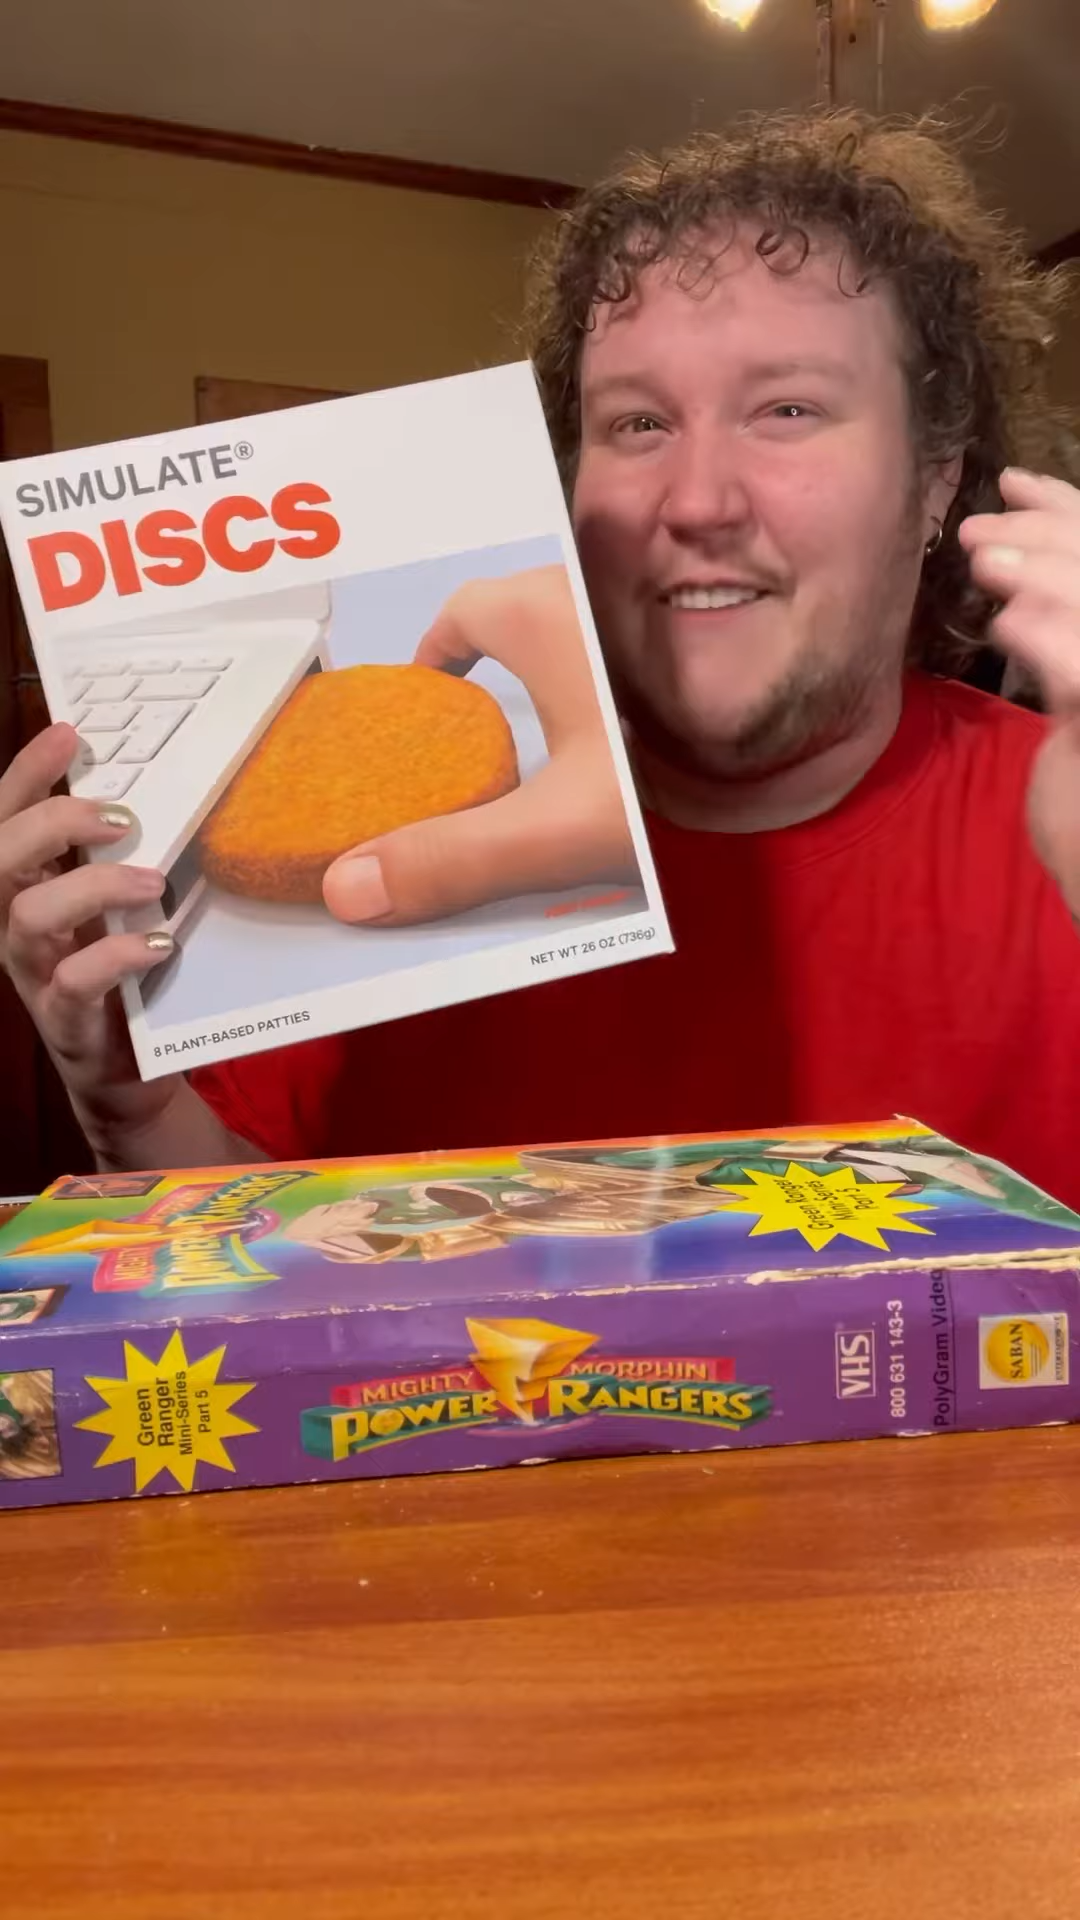 SIMULATE®
DISCS
NET WT 26 OZ (736g)
8 PLANT-BASED PATTIES
MIGHTY MORPHIN
POWER RANGERS
Green Ranger
Mini-Series
Part 5
Green
Ranger
Mini-Series
Part 5
MIGHTY MORPHIN
POWER RANGERS
VHS
800 631 143-3
PolyGram Video
SABAN